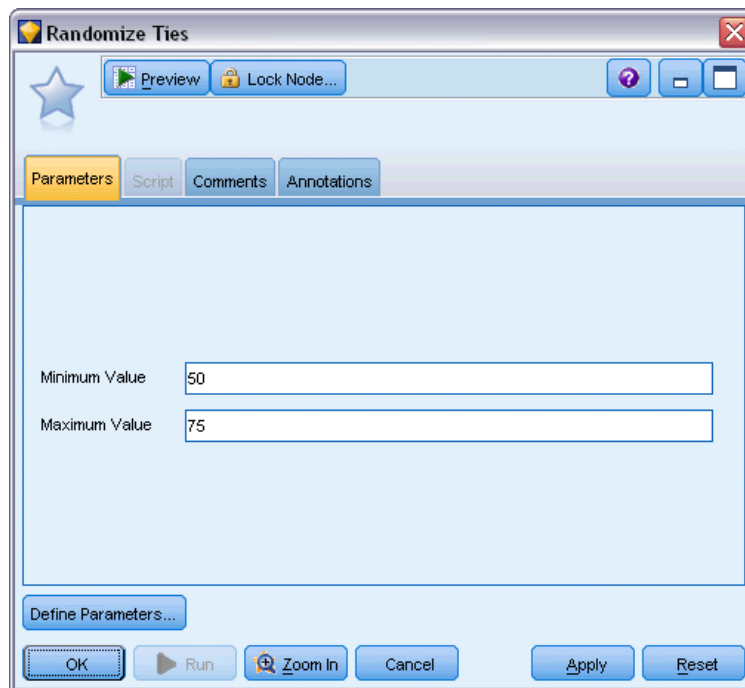 Randomize Ties
Preview Lock Node...
Parameters Script Comments Annotations
Minimum Value 50
Maximum Value 75
Define Parameters...
OK Run Zoom In Cancel Apply Reset